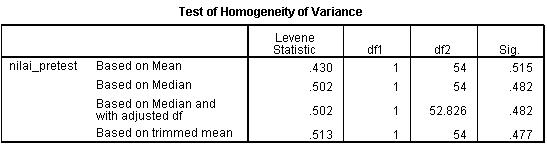 Test of Homogeneity of Variance
Levene Statistic df1 df2 Sig.
nilai_pretest Based on Mean .430 1 54 .515
Based on Median .502 1 54 .482
Based on Median and with adjusted df .502 1 52.826 .482
Based on trimmed mean .513 1 54 .477